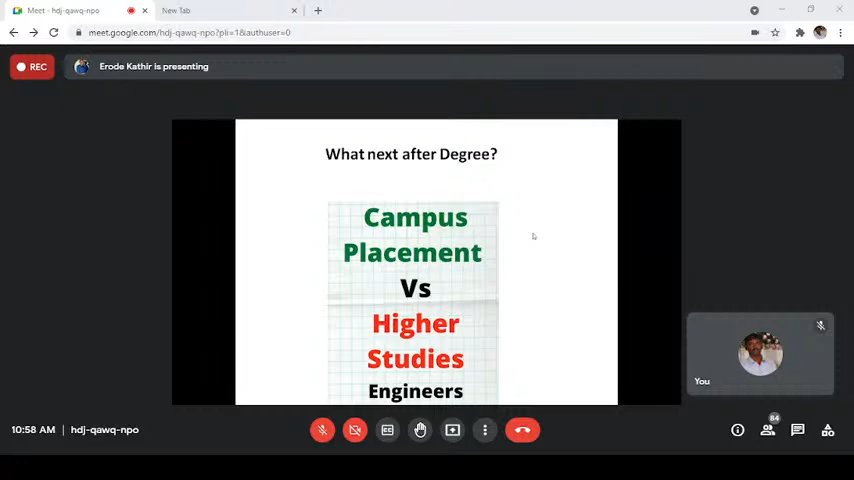 Meet - hdj-qawq-npo
New Tab
meet.google.com/hdj-qawq-npo?pli=1&authuser=0
REC
Erode Kathir is presenting
What next after Degree?
Campus
Placement
Vs
Higher
Studies
Engineers
You
10:58 AM | hdj-qawq-npo
84